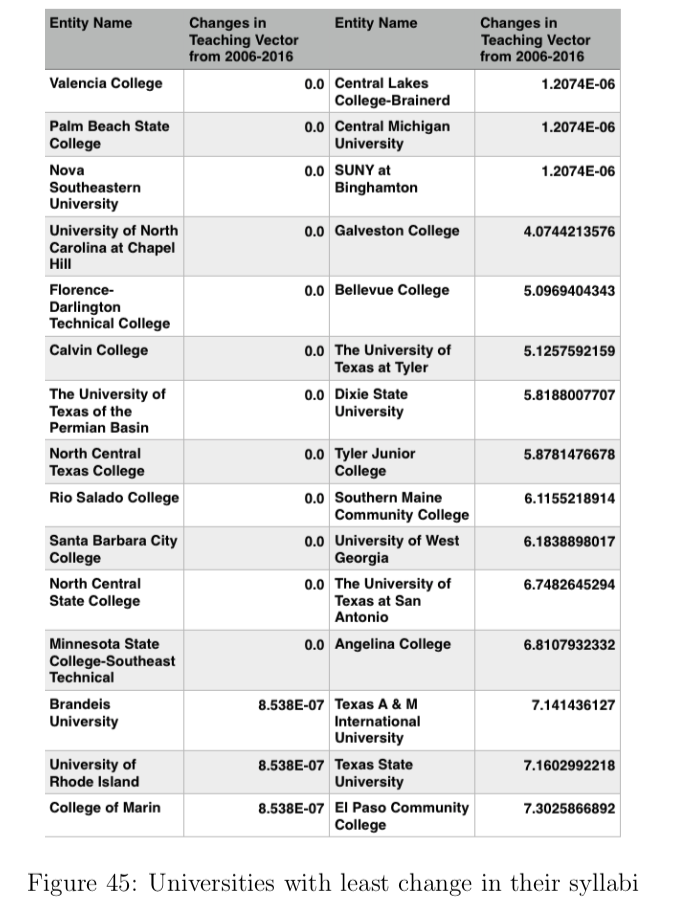 Entity Name Changes in Entity Name Changes in
Teaching Vector Teaching Vector
from 2006-2016 from 2006-2016
Valencia College 0.0 Central Lakes 1.2074E-06
College-Brainerd
Palm Beach State 0.0 Central Michigan 1.2074E-06
College University
Nova 0.0 SUNY at 1.2074E-06
Southeastern Binghamton
University
University of North 0.0 Galveston College 4.0744213576
Carolina at Chapel
Hill
Florence- 0.0 Bellevue College 5.0969404343
Darlington
Technical College
Calvin College 0.0 The University of 5.1257592159
Texas at Tyler
The University of 0.0 Dixie State 5.8188007707
Texas of the University
Permian Basin
North Central 0.0 Tyler Junior 5.8781476678
Texas College College
Rio Salado College 0.0 Southern Maine 6.1155218914
Community College
Santa Barbara City 0.0 University of West 6.1838898017
College Georgia
North Central 0.0 The University of 6.7482645294
State College Texas at San
Antonio
Minnesota State 0.0 Angelina College 6.8107932332
College-Southeast
Technical
Brandeis 8.538E-07 Texas A & M 7.141436127
University International
University
University of 8.538E-07 Texas State 7.1602992218
Rhode Island University
College of Marin 8.538E-07 El Paso Community 7.3025866892
College
Figure 45: Universities with least change in their syllabi